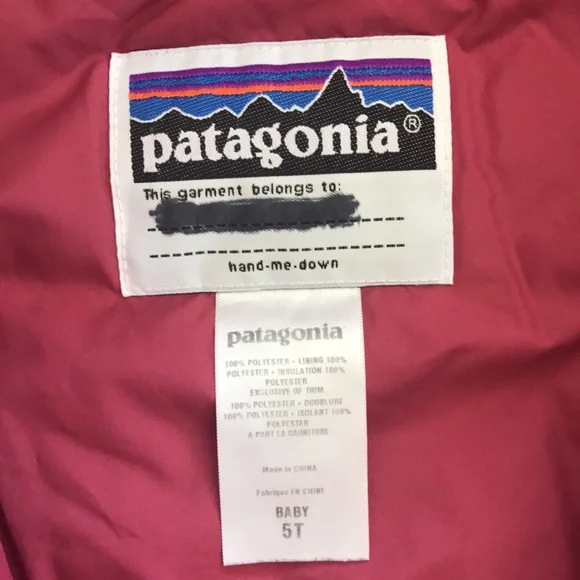 patagonia®
This garment belongs to:
hand-me-down
patagonia
100% POLYESTER • LINING 100%
POLYESTER • INSULATION 100%
POLYESTER
EXCLUSIVE OF TRIM
100% POLYESTER • DOUBLURE
100% POLYESTER • ISOLANT 100%
POLYESTER
A PART LA GARNITURE
Made in CHINA
Fabrique EN CHINE
BABY
5T